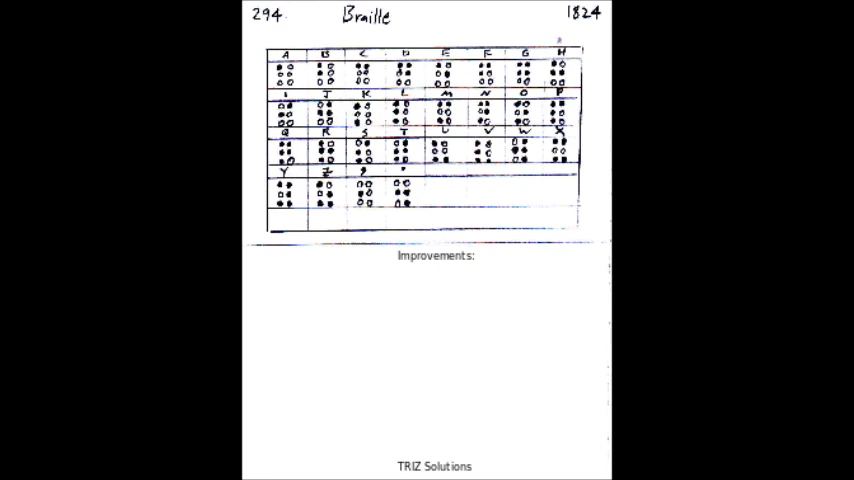 294. Braille 1824
A B C D E F G H
I J K L M N O P
Q R S T U V W X
Y Z , .
Improvements:
TRIZ Solutions